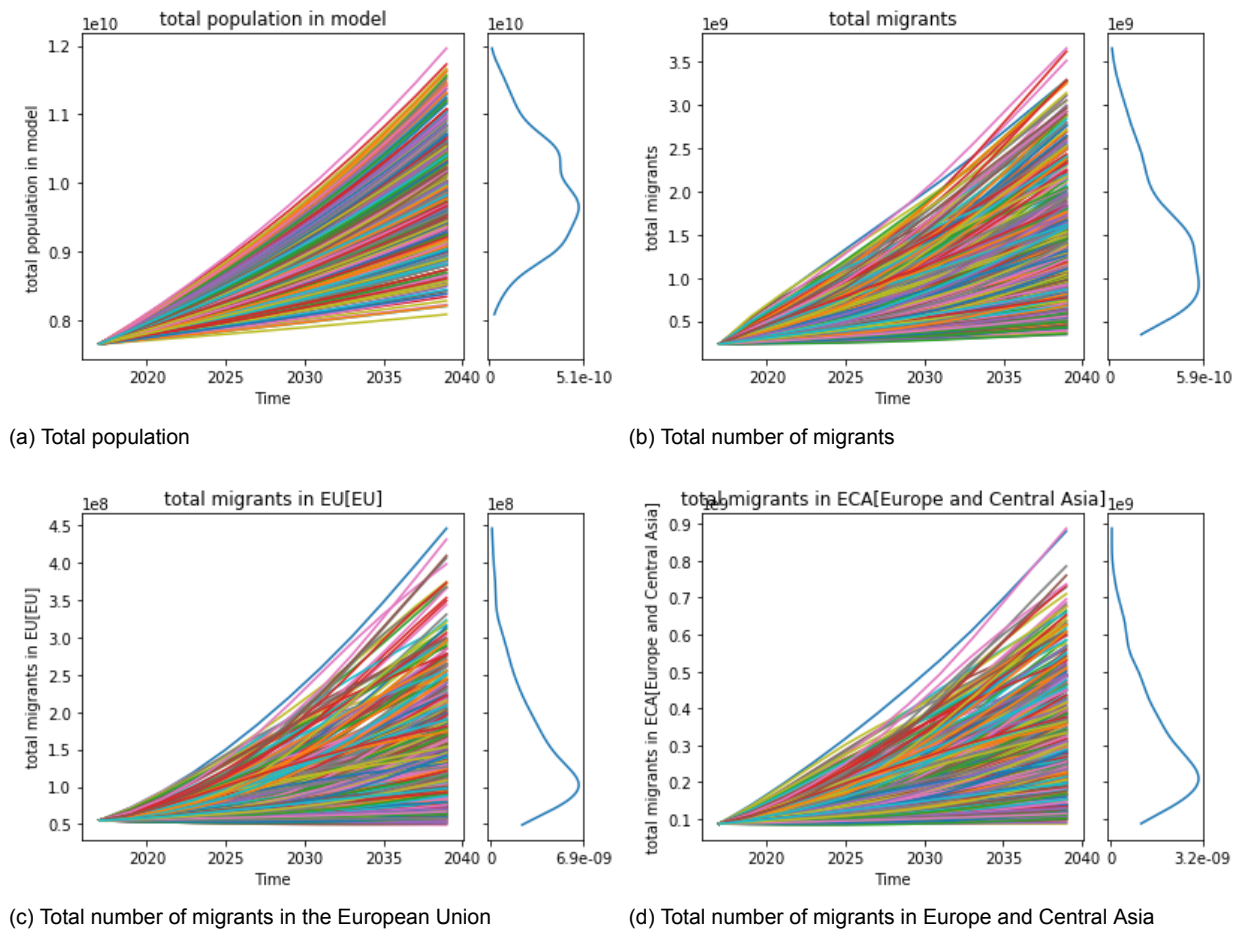 total population in model
1e10
1e10
total population in model
1.2
1.1
1.0
0.9
0.8
2020 2025 2030 2035 2040
Time
0 5.1e-10
total migrants
1e9
1e9
total migrants
3.5
3.0
2.5
2.0
1.5
1.0
0.5
2020 2025 2030 2035 2040
Time
0 5.9e-10
(a) Total population
(b) Total number of migrants
total migrants in EU[EU]
1e8
1e8
total migrants in EU[EU]
4.5
4.0
3.5
3.0
2.5
2.0
1.5
1.0
0.5
2020 2025 2030 2035 2040
Time
0 6.9e-09
total migrants in ECA[Europe and Central Asia]
1e9
1e9
total migrants in ECA[Europe and Central Asia]
0.9
0.8
0.7
0.6
0.5
0.4
0.3
0.2
0.1
2020 2025 2030 2035 2040
Time
0 3.2e-09
(c) Total number of migrants in the European Union
(d) Total number of migrants in Europe and Central Asia